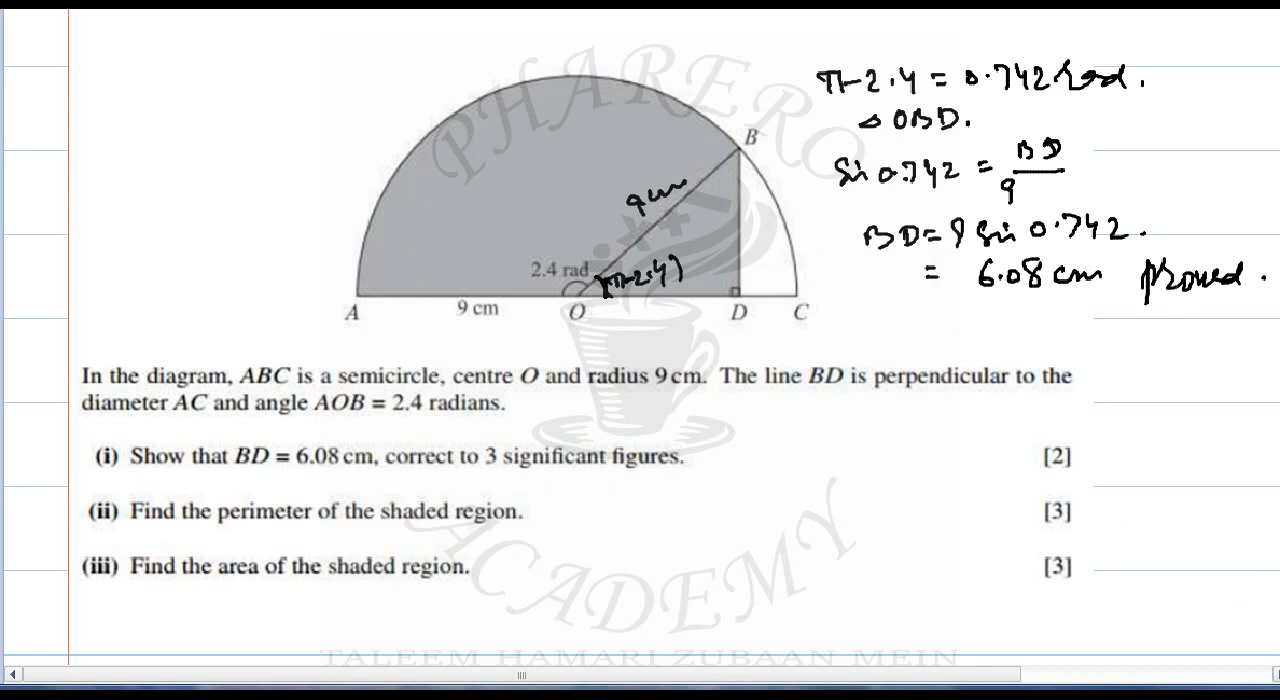 PHARERO
π-2.4 = 0.742 rad.
△ OBD.
B
Sin 0.742 = BD / 9
9 cm
BD = 9 Sin 0.742.
2.4 rad
(π-2.4)
= 6.08 cm proved.
A 9 cm O D C
In the diagram, ABC is a semicircle, centre O and radius 9 cm. The line BD is perpendicular to the
diameter AC and angle AOB = 2.4 radians.
(i) Show that BD = 6.08 cm, correct to 3 significant figures. [2]
(ii) Find the perimeter of the shaded region. [3]
(iii) Find the area of the shaded region. [3]
ACADEMY
TALEEM HAMARI ZUBAAN MEIN